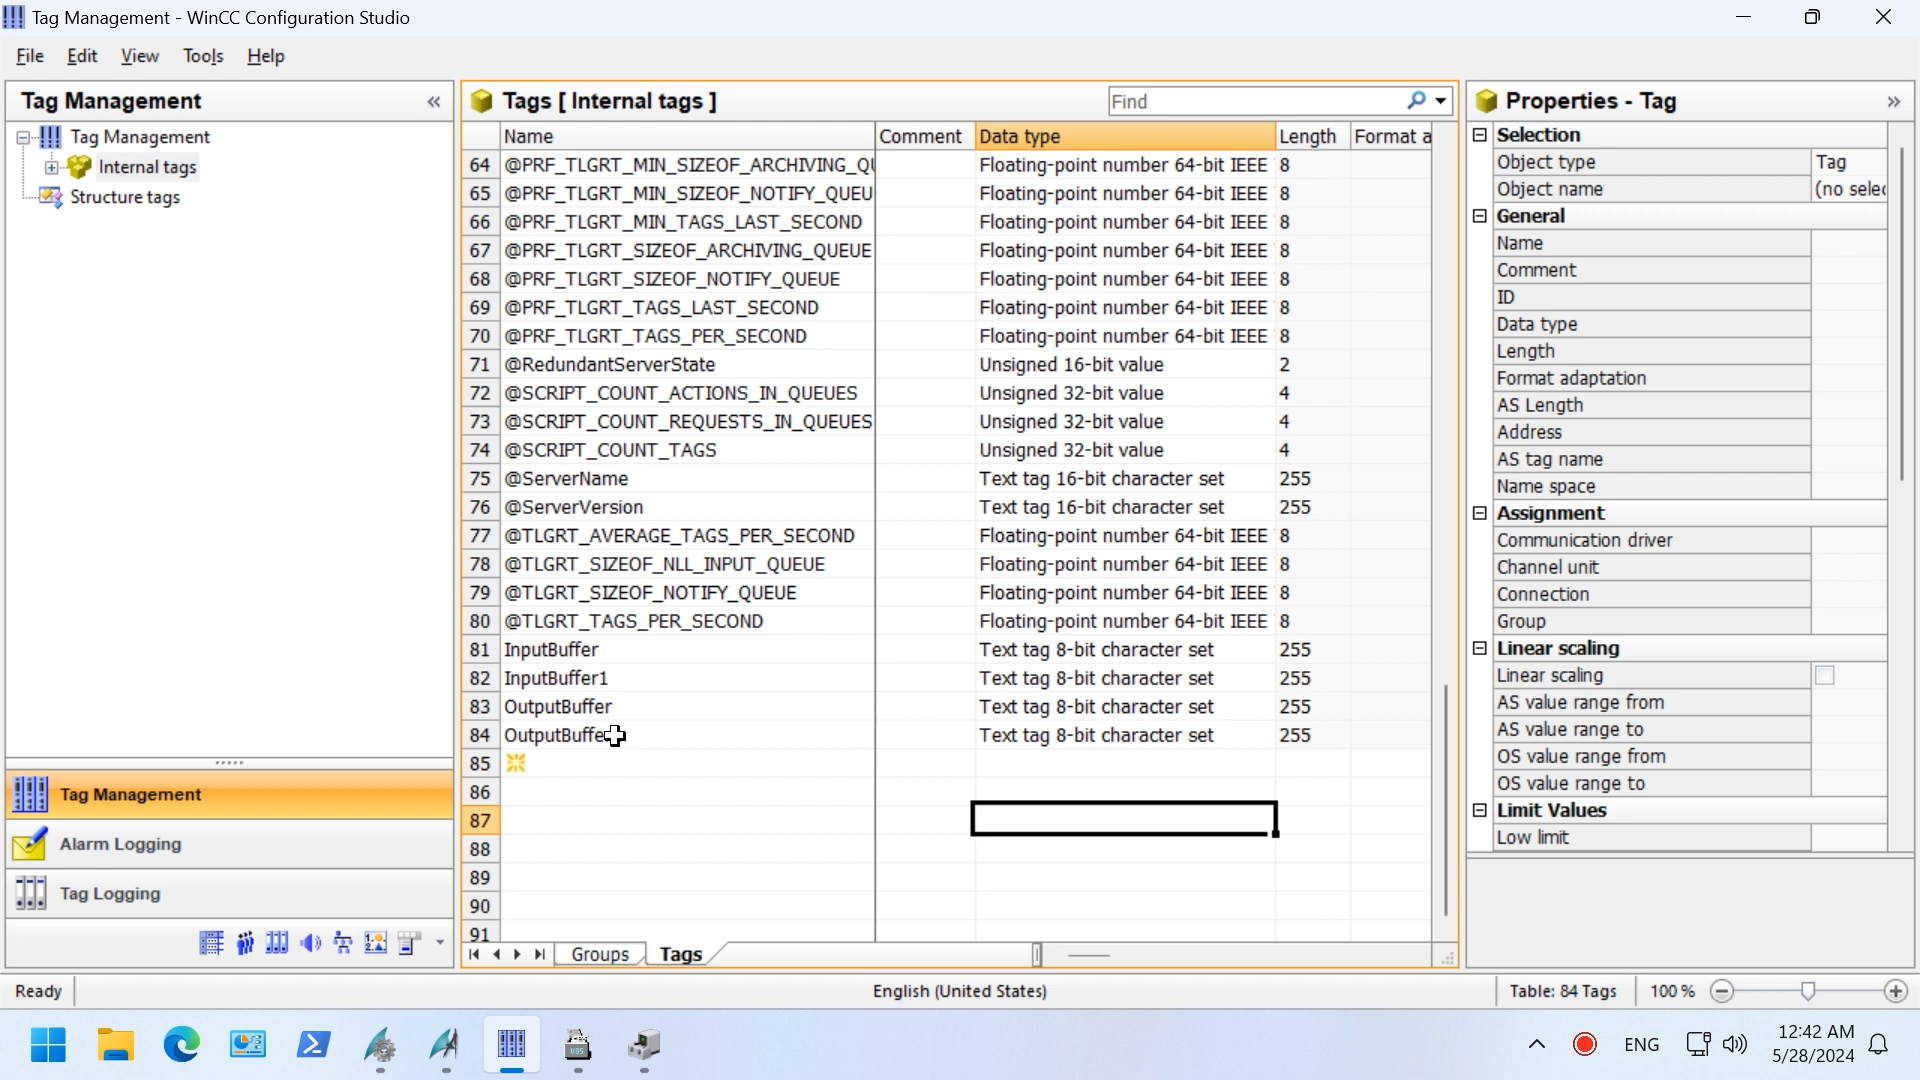 Tag Management - WinCC Configuration Studio
File Edit View Tools Help
Tag Management «
Tag Management
Internal tags
Structure tags
Tag Management
Alarm Logging
Tag Logging
Tags [ Internal tags ] Find
Name Comment Data type Length Format a
64 @PRF_TLGRT_MIN_SIZEOF_ARCHIVING_QU Floating-point number 64-bit IEEE 8
65 @PRF_TLGRT_MIN_SIZEOF_NOTIFY_QUEU Floating-point number 64-bit IEEE 8
66 @PRF_TLGRT_MIN_TAGS_LAST_SECOND Floating-point number 64-bit IEEE 8
67 @PRF_TLGRT_SIZEOF_ARCHIVING_QUEUE Floating-point number 64-bit IEEE 8
68 @PRF_TLGRT_SIZEOF_NOTIFY_QUEUE Floating-point number 64-bit IEEE 8
69 @PRF_TLGRT_TAGS_LAST_SECOND Floating-point number 64-bit IEEE 8
70 @PRF_TLGRT_TAGS_PER_SECOND Floating-point number 64-bit IEEE 8
71 @RedundantServerState Unsigned 16-bit value 2
72 @SCRIPT_COUNT_ACTIONS_IN_QUEUES Unsigned 32-bit value 4
73 @SCRIPT_COUNT_REQUESTS_IN_QUEUES Unsigned 32-bit value 4
74 @SCRIPT_COUNT_TAGS Unsigned 32-bit value 4
75 @ServerName Text tag 16-bit character set 255
76 @ServerVersion Text tag 16-bit character set 255
77 @TLGRT_AVERAGE_TAGS_PER_SECOND Floating-point number 64-bit IEEE 8
78 @TLGRT_SIZEOF_NLL_INPUT_QUEUE Floating-point number 64-bit IEEE 8
79 @TLGRT_SIZEOF_NOTIFY_QUEUE Floating-point number 64-bit IEEE 8
80 @TLGRT_TAGS_PER_SECOND Floating-point number 64-bit IEEE 8
81 InputBuffer Text tag 8-bit character set 255
82 InputBuffer1 Text tag 8-bit character set 255
83 OutputBuffer Text tag 8-bit character set 255
84 OutputBuffe Text tag 8-bit character set 255
85
86
87
88
89
90
91
Groups Tags
Properties - Tag »
Selection
Object type Tag
Object name (no selec
General
Name
Comment
ID
Data type
Length
Format adaptation
AS Length
Address
AS tag name
Name space
Assignment
Communication driver
Channel unit
Connection
Group
Linear scaling
Linear scaling
AS value range from
AS value range to
OS value range from
OS value range to
Limit Values
Low limit
Ready English (United States) Table: 84 Tags 100 %
VBS
ENG
12:42 AM
5/28/2024